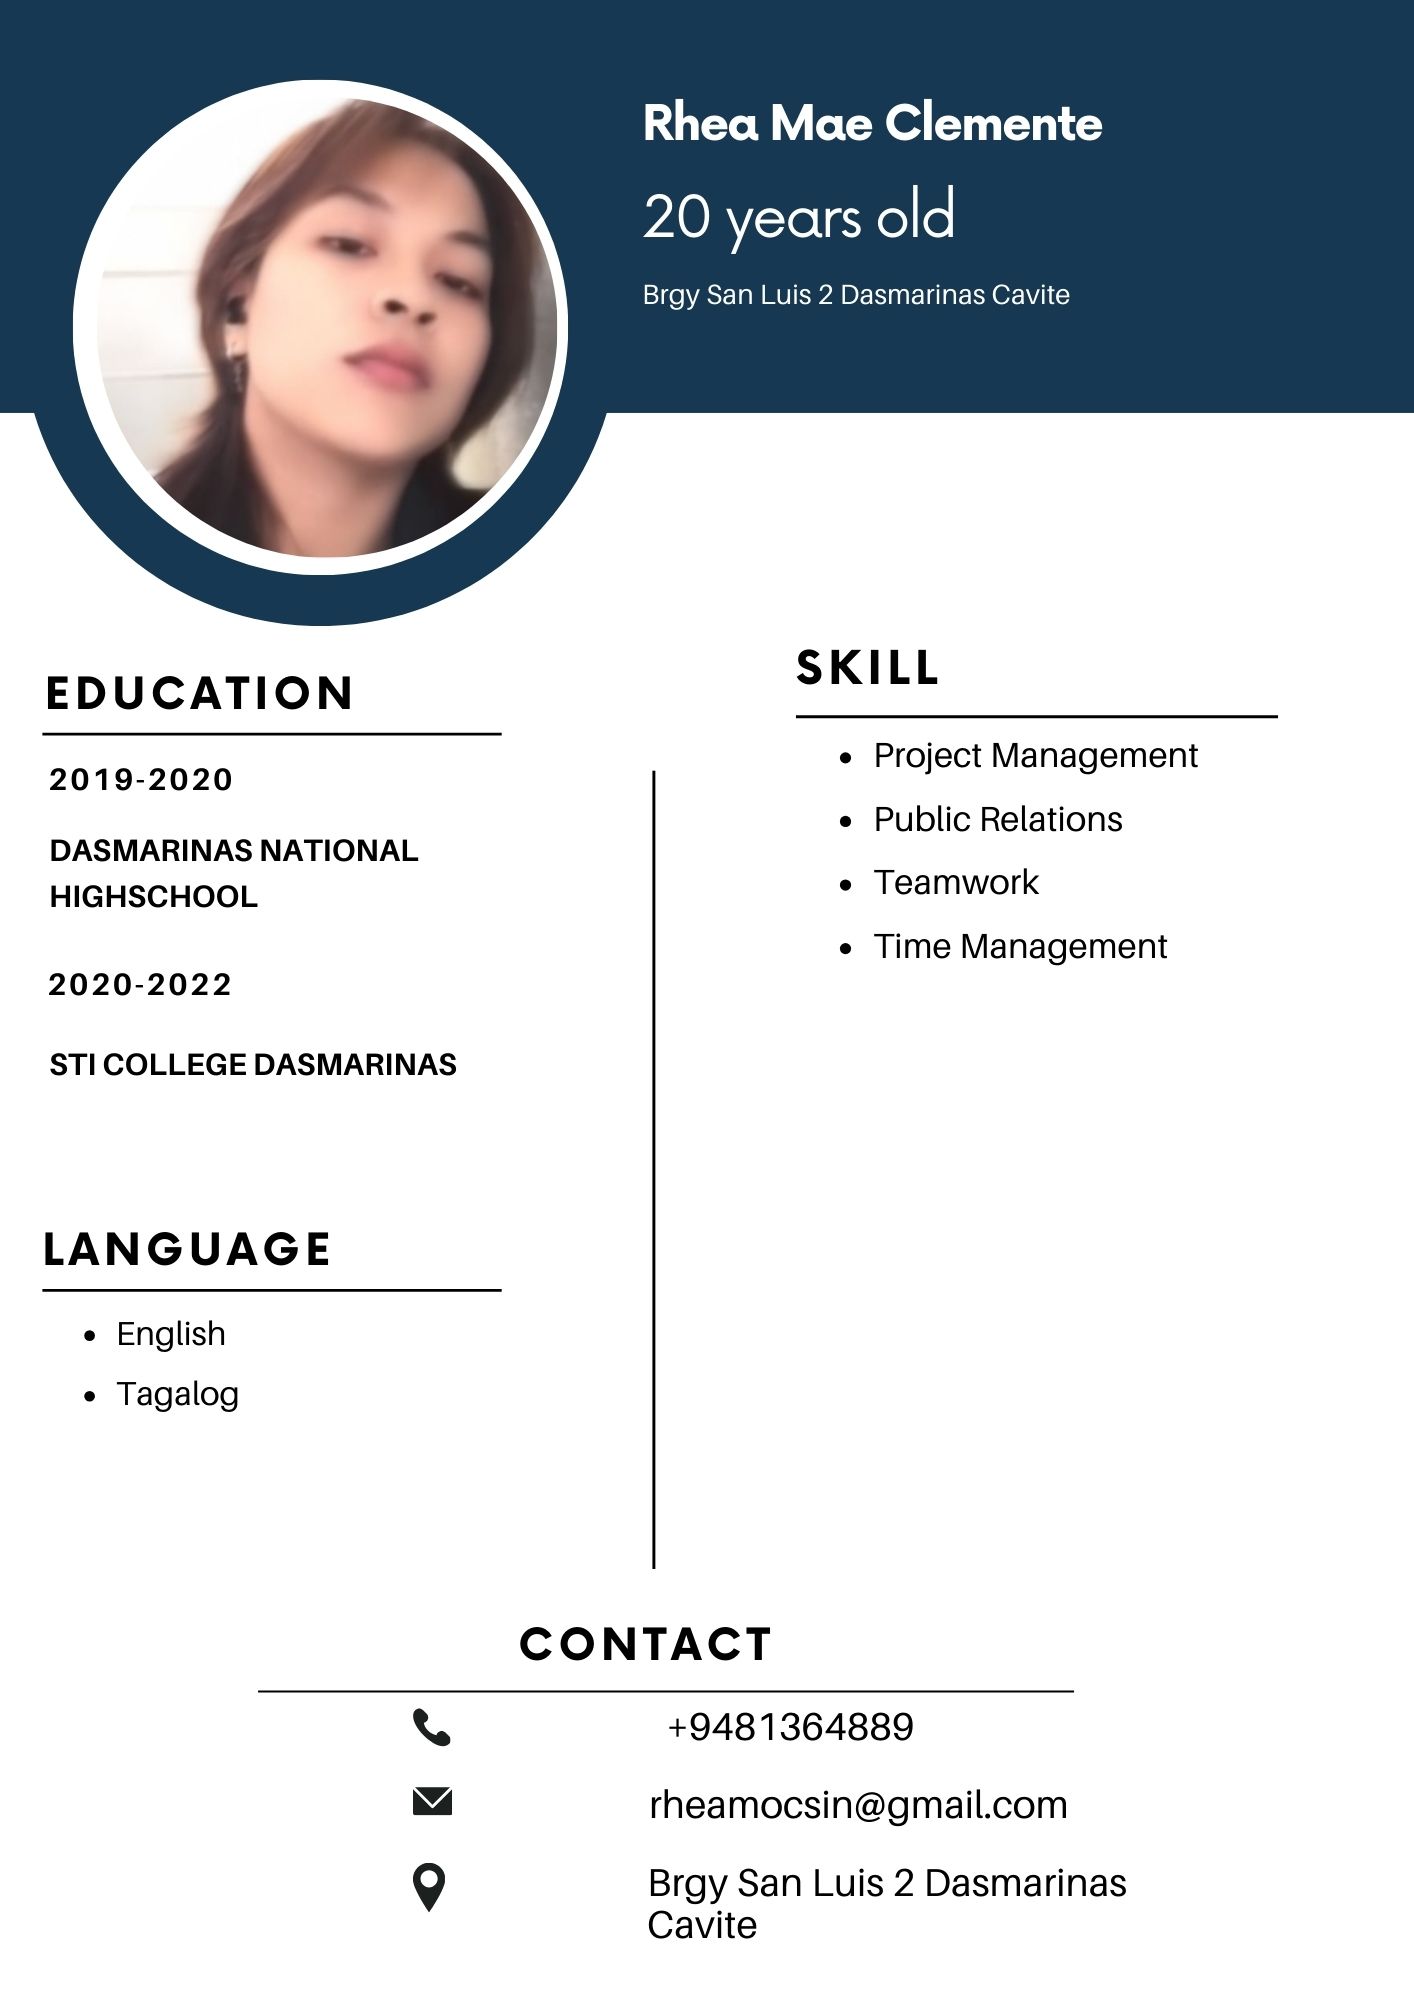 Rhea Mae Clemente
20 years old
Brgy San Luis 2 Dasmarinas Cavite
EDUCATION
2019-2020
DASMARINAS NATIONAL
HIGHSCHOOL
2020-2022
STI COLLEGE DASMARINAS
LANGUAGE
• English
• Tagalog
SKILL
• Project Management
• Public Relations
• Teamwork
• Time Management
CONTACT
+9481364889
rheamocsin@gmail.com
Brgy San Luis 2 Dasmarinas
Cavite